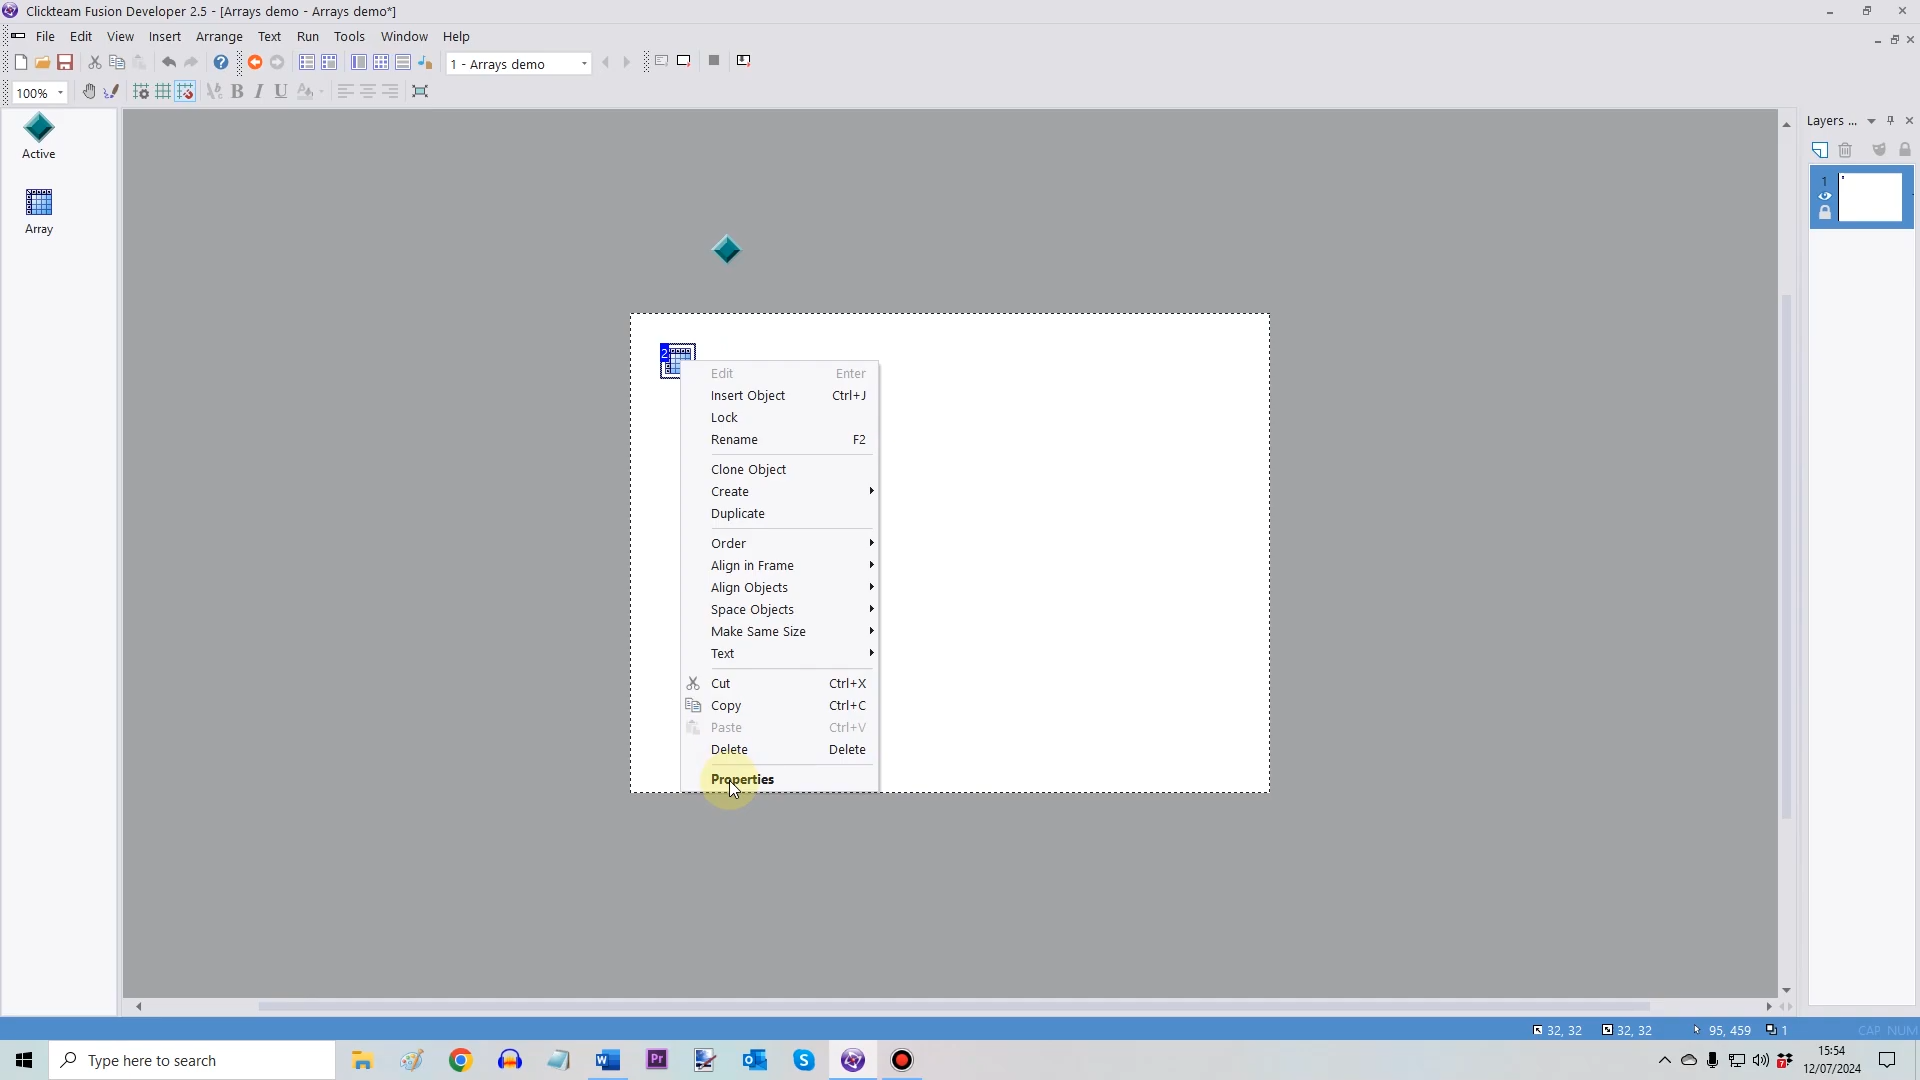 Clickteam Fusion Developer 2.5 - [Arrays demo - Arrays demo*]
File Edit View Insert Arrange Text Run Tools Window Help
1 - Arrays demo
100%
Active
Array
2
Edit Enter
Insert Object Ctrl+J
Lock
Rename F2
Clone Object
Create
Duplicate
Order
Align in Frame
Align Objects
Space Objects
Make Same Size
Text
Cut Ctrl+X
Copy Ctrl+C
Paste Ctrl+V
Delete Delete
Properties
Layers ...
1
32, 32 32, 32 95, 459 1 CAP NUM
Type here to search
15:54
12/07/2024